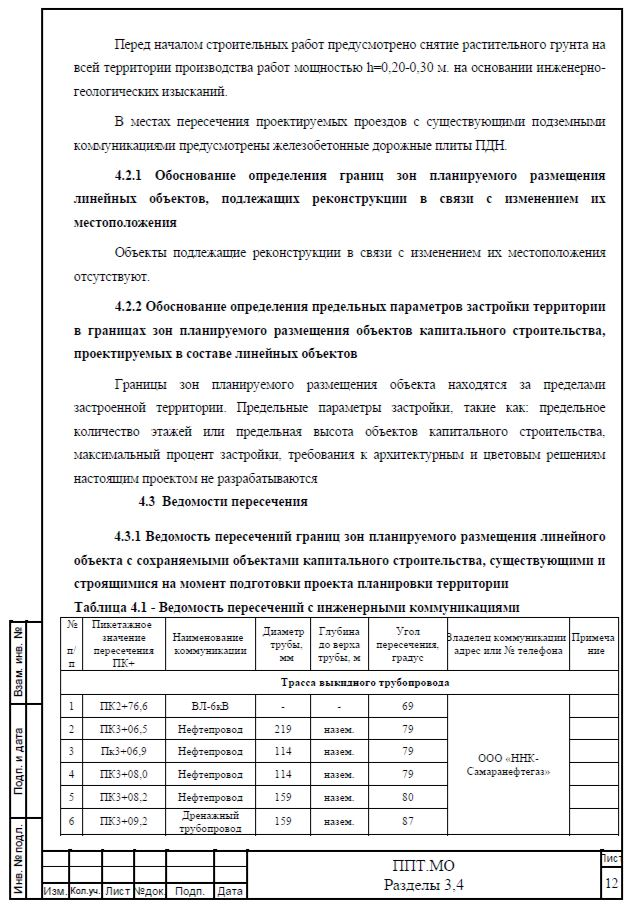 Перед началом строительных работ предусмотрено снятие растительного грунта на
всей территории производства работ мощностью h=0,20-0,30 м. на основании инженерно-
геологических изысканий.
В местах пересечения проектируемых проездов с существующими подземными
коммуникациями предусмотрены железобетонные дорожные плиты ПДН.
4.2.1 Обоснование определения границ зон планируемого размещения
линейных объектов, подлежащих реконструкции в связи с изменением их
местоположения
Объекты подлежащие реконструкции в связи с изменением их местоположения
отсутствуют.
4.2.2 Обоснование определения предельных параметров застройки территории
в границах зон планируемого размещения объектов капитального строительства,
проектируемых в составе линейных объектов
Границы зон планируемого размещения объекта находятся за пределами
застроенной территории. Предельные параметры застройки, такие как: предельное
количество этажей или предельная высота объектов капитального строительства,
максимальный процент застройки, требования к архитектурным и цветовым решениям
настоящим проектом не разрабатываются
4.3 Ведомости пересечения
4.3.1 Ведомость пересечений границ зон планируемого размещения линейного
объекта с сохраняемыми объектами капитального строительства, существующими и
строящимися на момент подготовки проекта планировки территории
Таблица 4.1 - Ведомость пересечений с инженерными коммуникациями
№ п/п Пикетажное значение пересечения ПК+ Наименование коммуникации Диаметр трубы, мм Глубина до верха трубы, м Угол пересечения, градус Владелец коммуникации адрес или № телефона Примечание
Трасса выкидного трубопровода
1 ПК2+76,6 ВЛ-6кВ - - 69
2 ПК3+06,5 Нефтепровод 219 назем. 79
3 Пк3+06,9 Нефтепровод 114 назем. 79
4 ПК3+08,0 Нефтепровод 114 назем. 79
5 ПК3+08,2 Нефтепровод 159 назем. 80
6 ПК3+09,2 Дренажный трубопровод 159 назем. 87
ООО «ННК-
Самаранефтегаз»
Взам. инв. №
Подп. и дата
Инв. № подл.
Изм. Кол.уч. Лист №док. Подп. Дата
ППТ.МО
Разделы 3,4
Лист
12